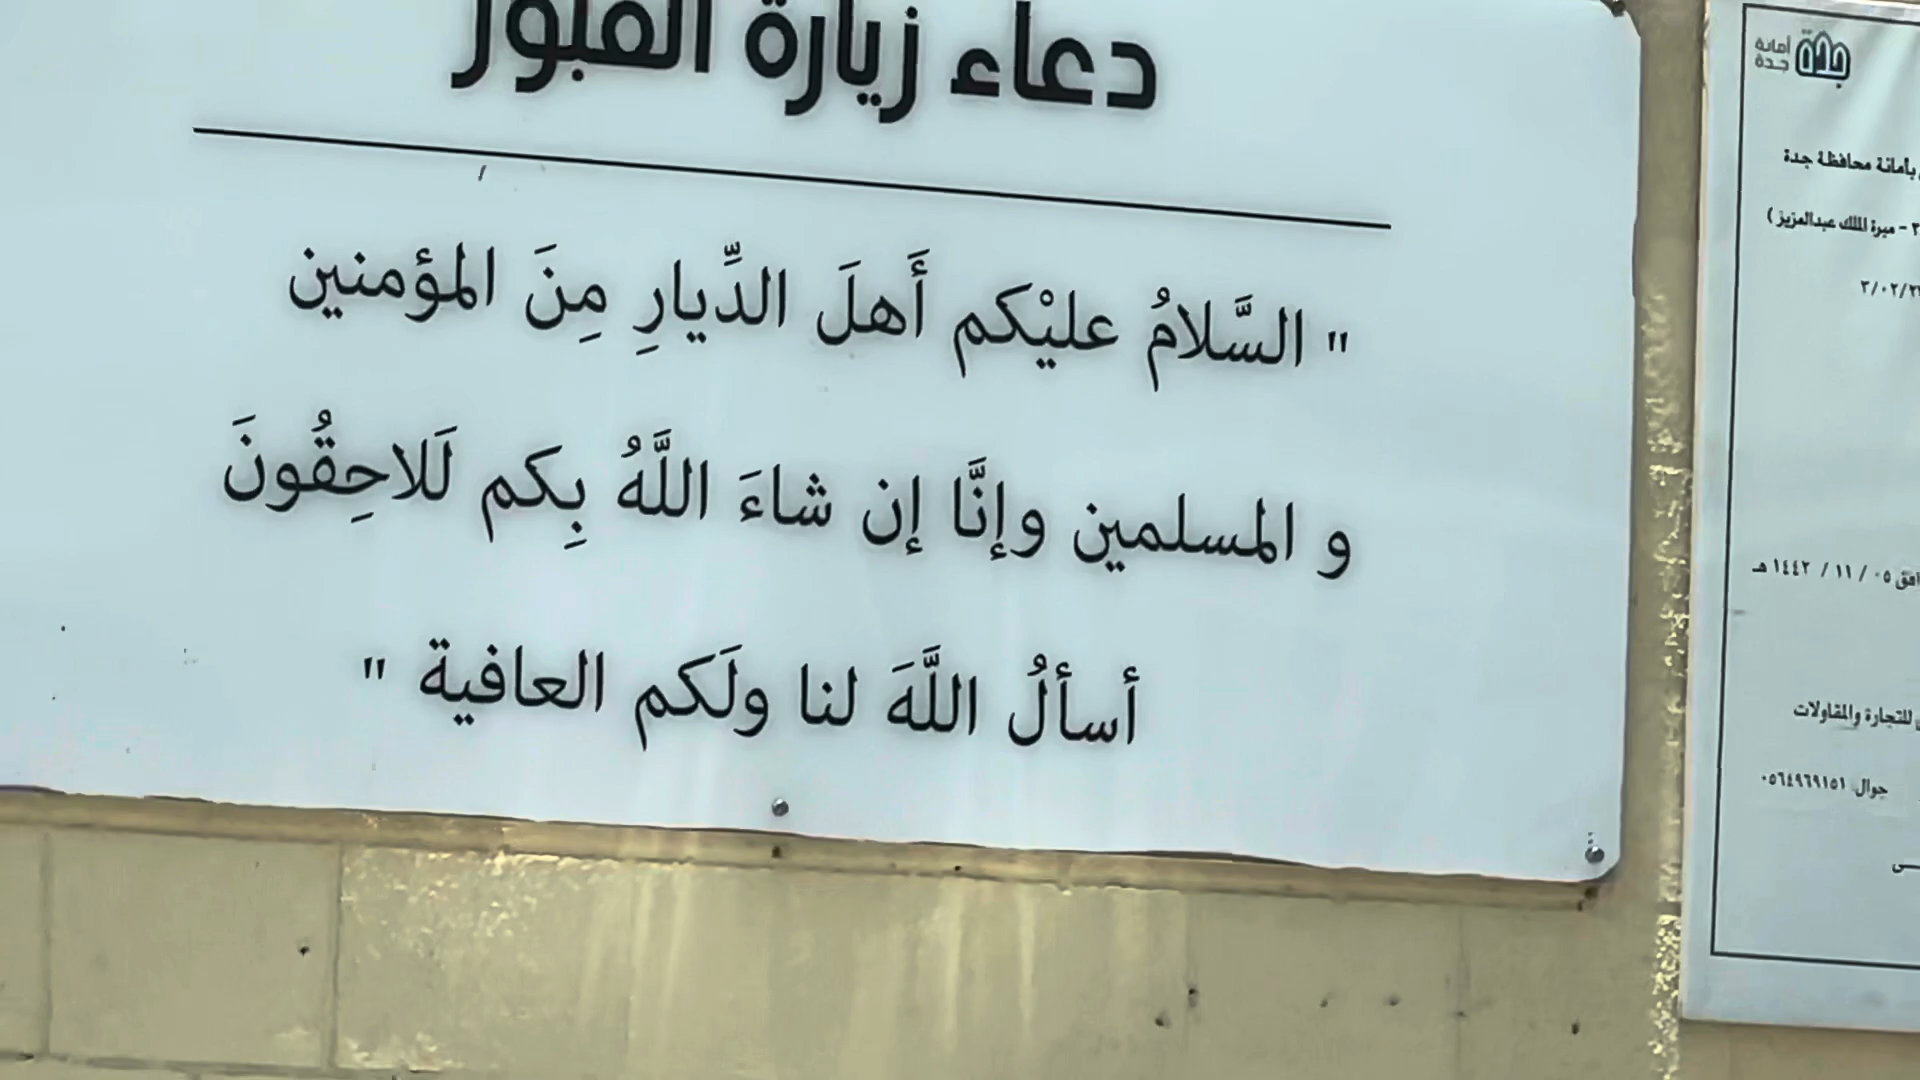 دعاء زيارة القبور
" السَّلامُ عليْكم أَهلَ الدِّيارِ مِنَ المؤمنين
و المسلمين وإنَّا إن شاءَ اللَّهُ بِكم لَلاحِقُونَ
أسألُ اللَّهَ لنا ولَكم العافية "
أمانة
جدة
بأمانة محافظة جدة
مبرة الملك عبدالعزيز )
٠٥ / ١١ / ١٤٤٢ هـ
للتجارة والمقاولات
جوال ٠٥٦٤٩٦٩١٥١